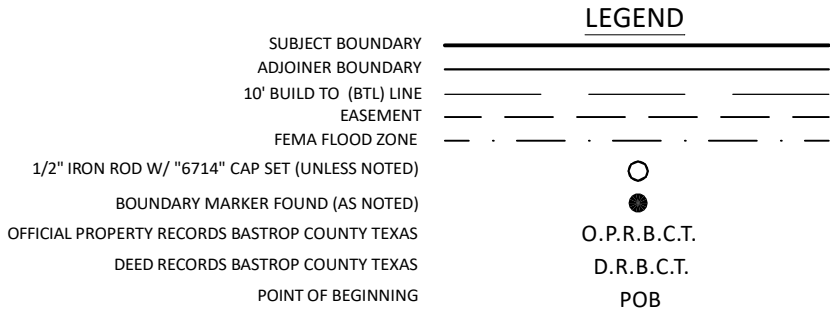 LEGEND
SUBJECT BOUNDARY
ADJOINER BOUNDARY
10' BUILD TO (BTL) LINE
EASEMENT
FEMA FLOOD ZONE
1/2" IRON ROD W/ "6714" CAP SET (UNLESS NOTED)
BOUNDARY MARKER FOUND (AS NOTED)
OFFICIAL PROPERTY RECORDS BASTROP COUNTY TEXAS O.P.R.B.C.T.
DEED RECORDS BASTROP COUNTY TEXAS D.R.B.C.T.
POINT OF BEGINNING POB